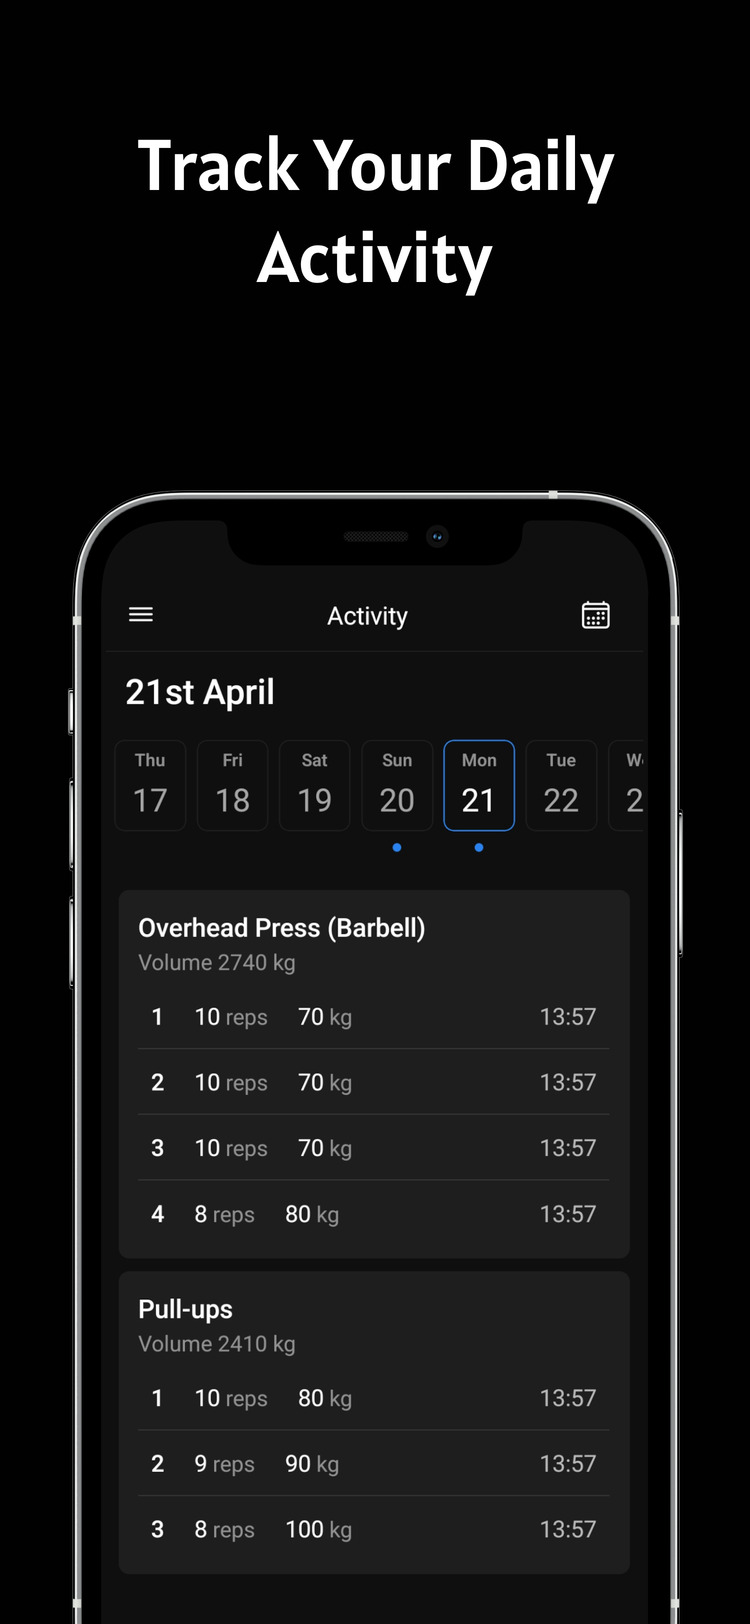 Track Your Daily
Activity
Activity
21st April
Thu Fri Sat Sun Mon Tue
17 18 19 20 21 22 2
Overhead Press (Barbell)
Volume 2740 kg
1 10 reps 70 kg 13:57
2 10 reps 70 kg 13:57
3 10 reps 70 kg 13:57
4 8 reps 80 kg 13:57
Pull-ups
Volume 2410 kg
1 10 reps 80 kg 13:57
2 9 reps 90 kg 13:57
3 8 reps 100 kg 13:57